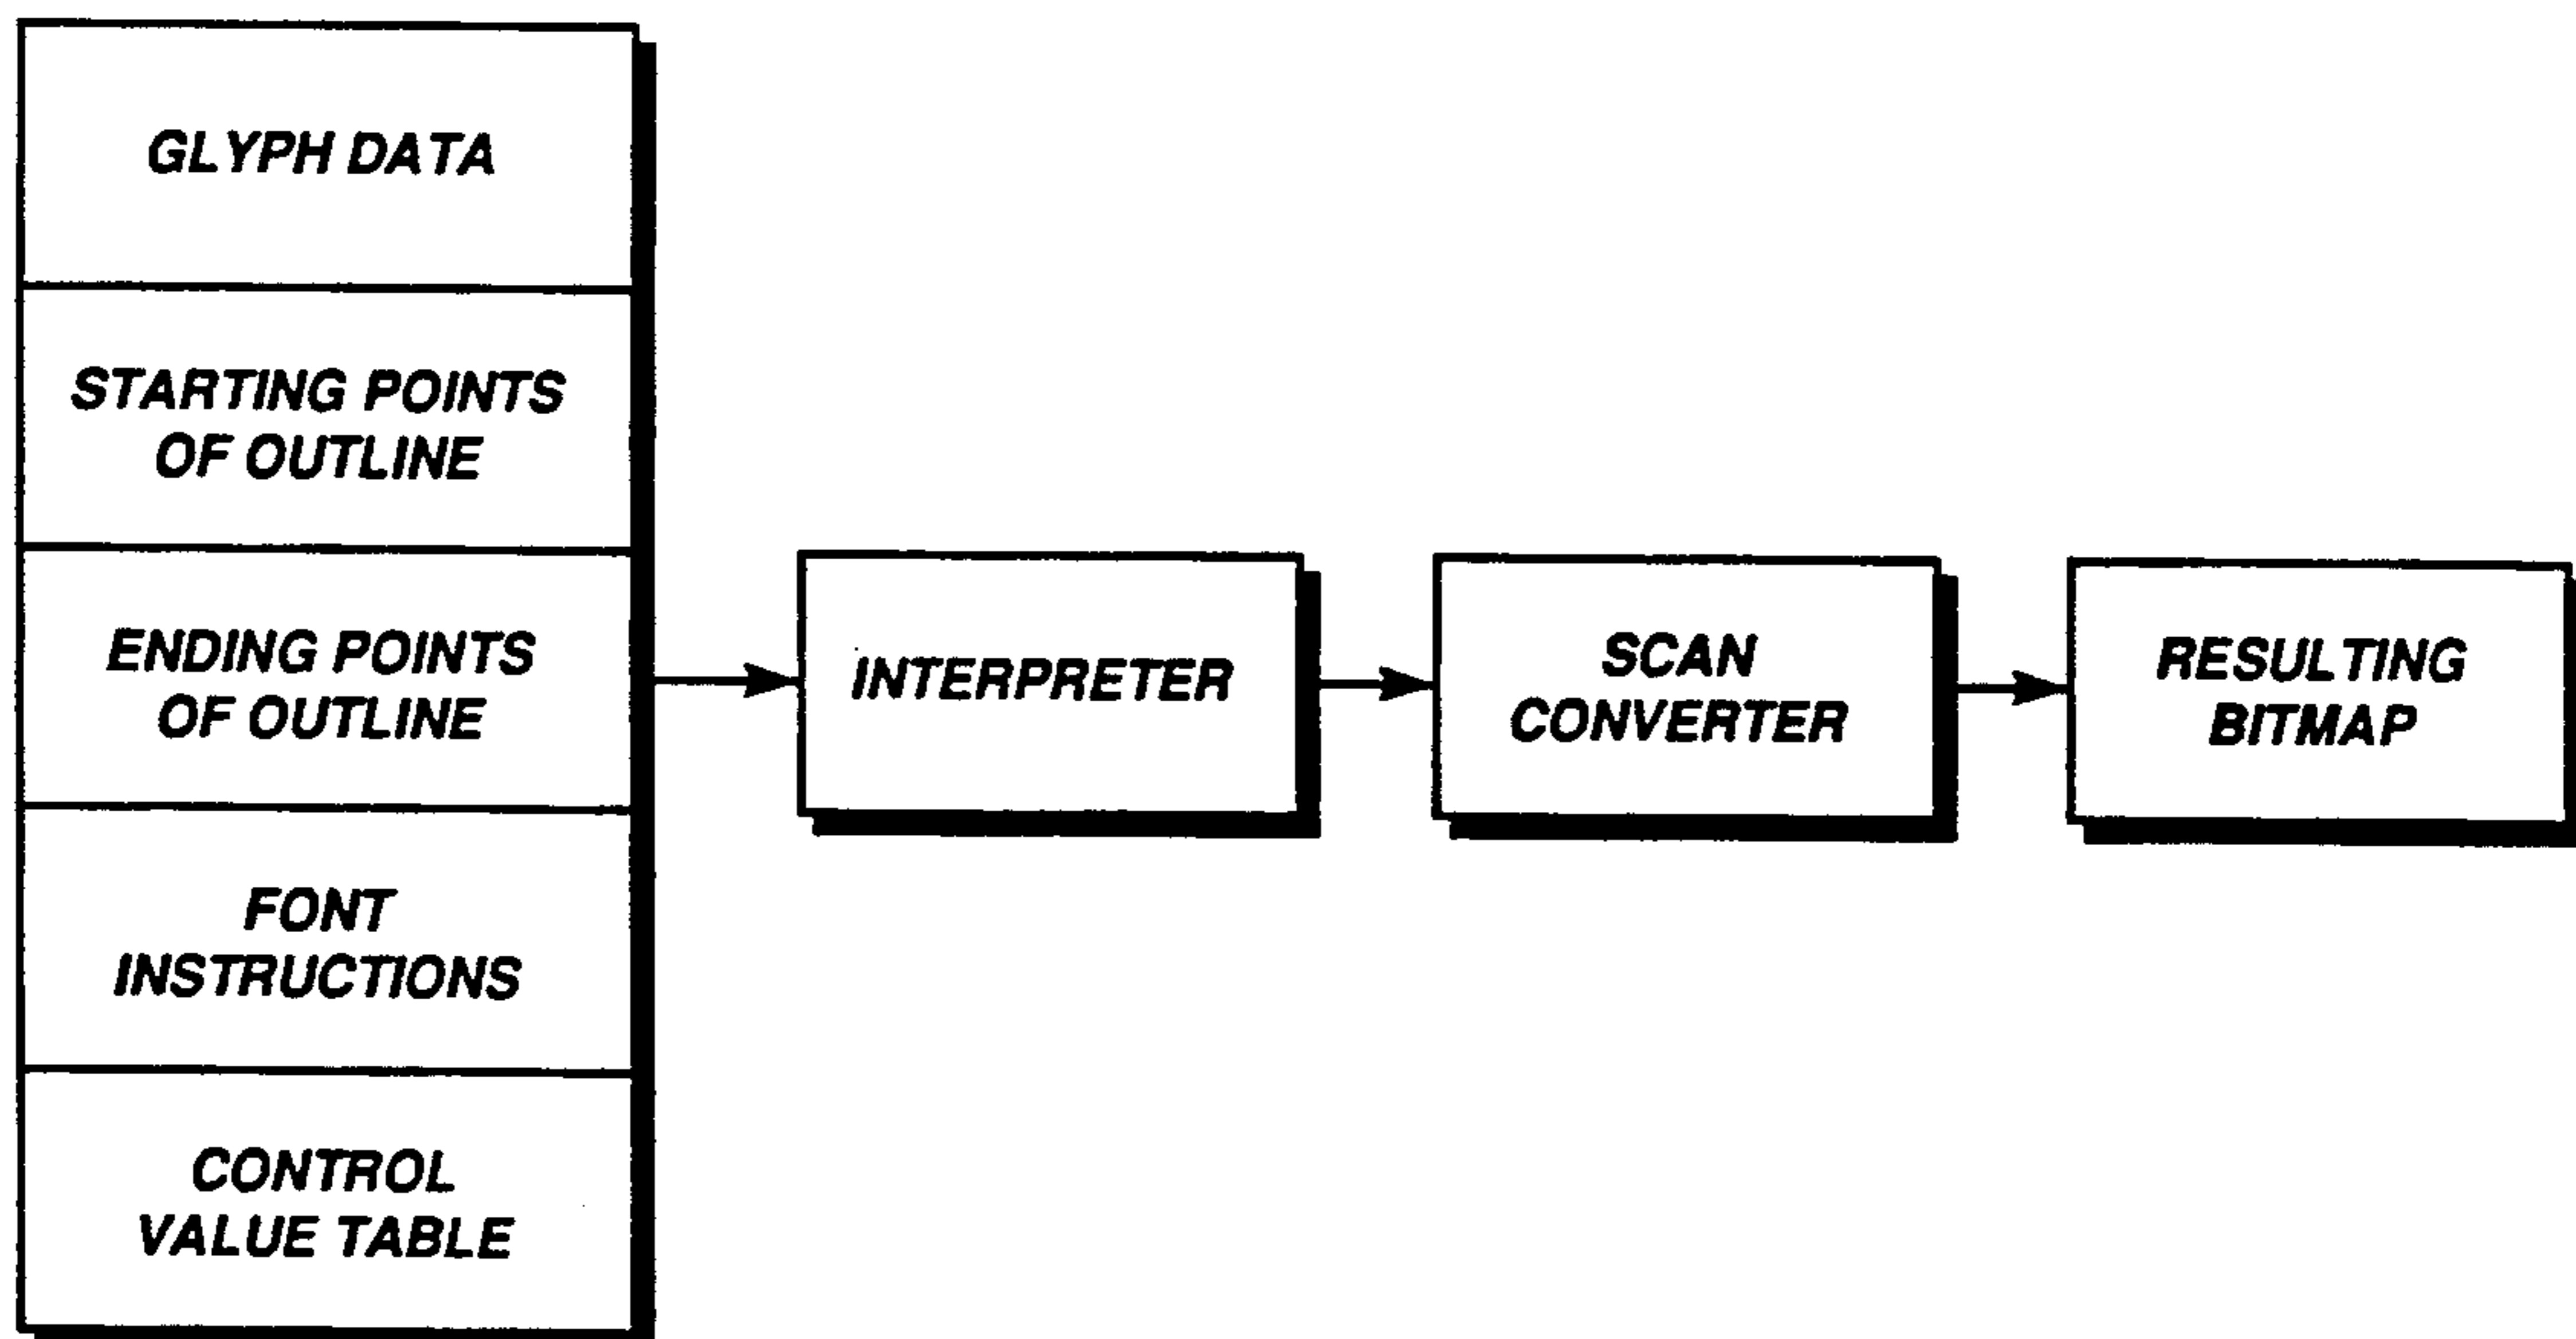 GLYPH DATA
STARTING POINTS
OF OUTLINE
ENDING POINTS
OF OUTLINE
FONT
INSTRUCTIONS
CONTROL
VALUE TABLE
INTERPRETER
SCAN
CONVERTER
RESULTING
BITMAP